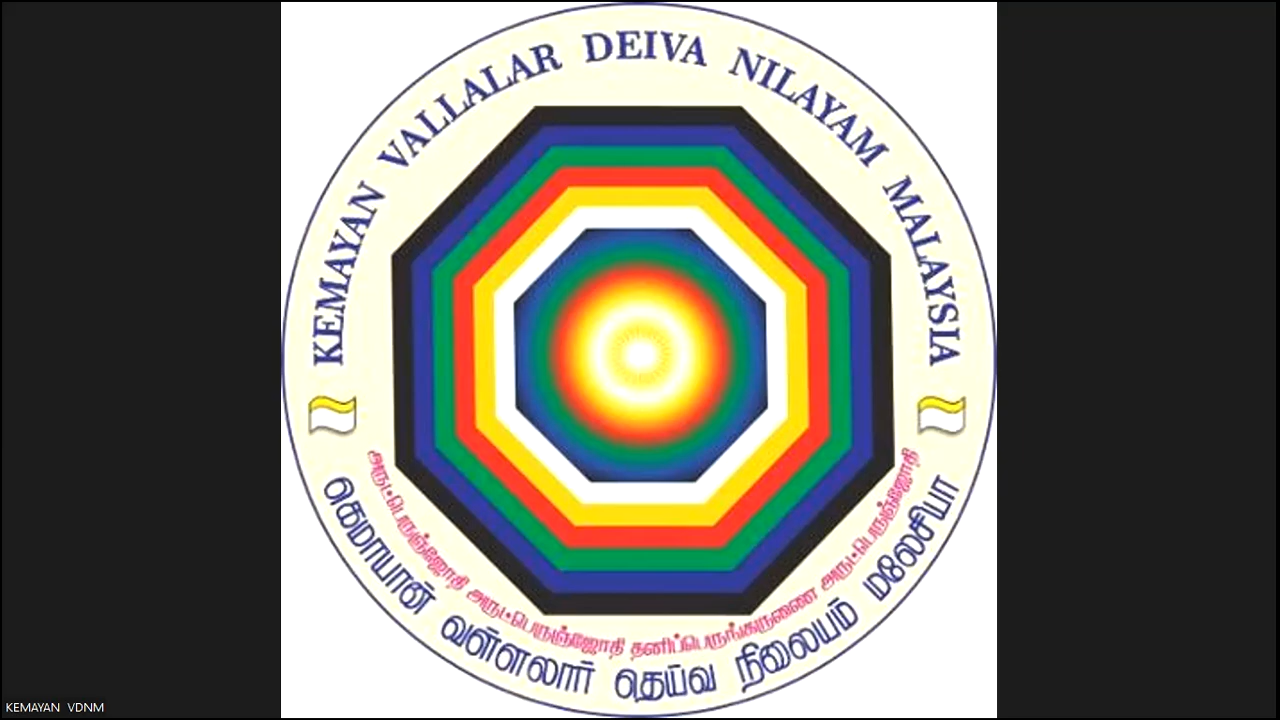 KEMAYAN VALLALAR DEIVA NILAYAM MALAYSIA
அருட்பெருஞ்ஜோதி அருட்பெருஞ்ஜோதி தனிப்பெருங்கருணை அருட்பெருஞ்ஜோதி
கெமாயான் வள்ளலார் தெய்வ நிலையம் மலேசியா
KEMAYAN VDNM